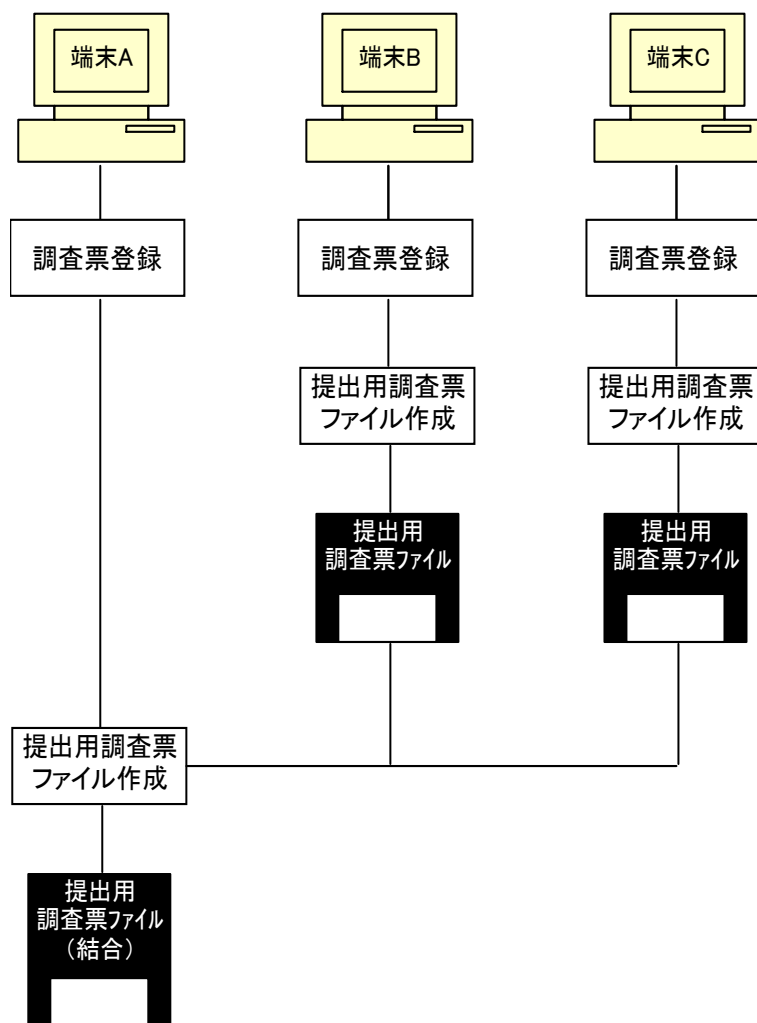 端末A
端末B
端末C
調査票登録
調査票登録
調査票登録
提出用調査票
ファイル作成
提出用調査票
ファイル作成
提出用
調査票ファイル
提出用
調査票ファイル
提出用調査票
ファイル作成
提出用
調査票ファイル
（結合）